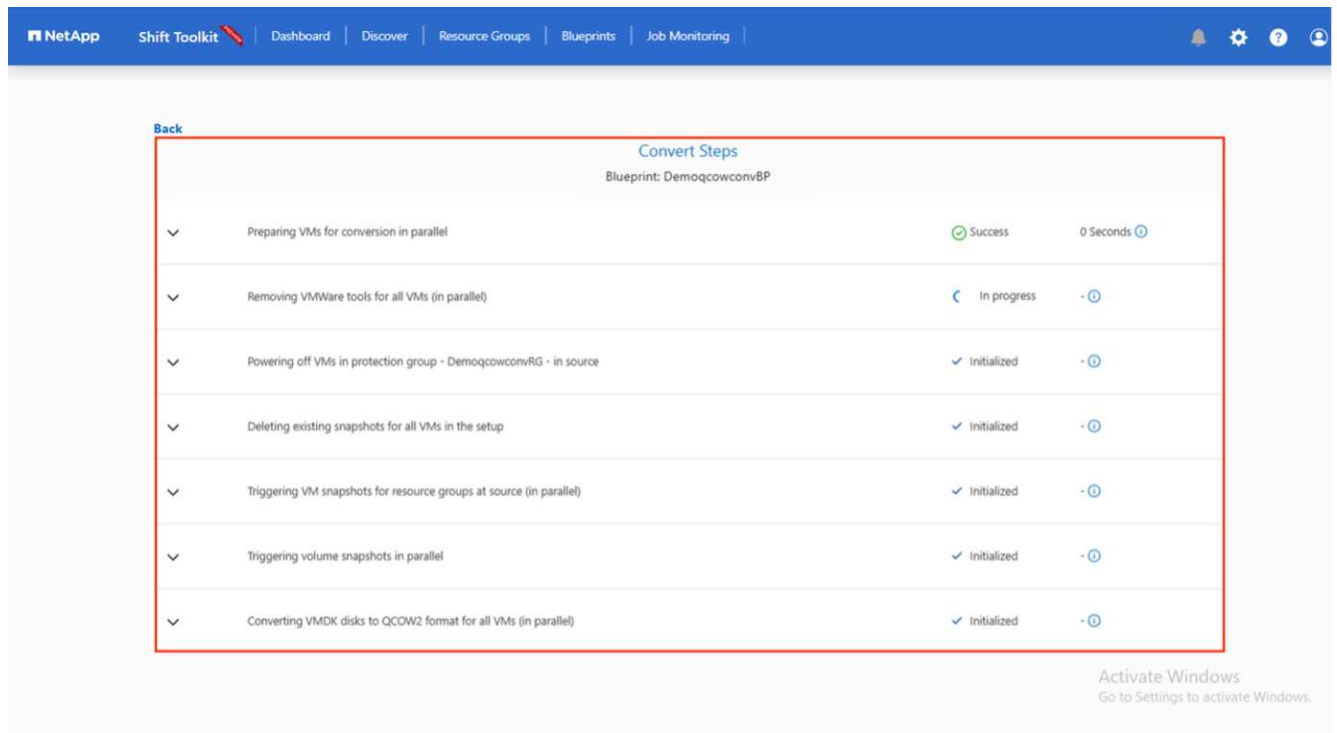 NetApp Shift Toolkit Dashboard Discover Resource Groups Blueprints Job Monitoring
Back
Convert Steps
Blueprint: DemoqcowconvBP
Preparing VMs for conversion in parallel Success 0 Seconds
Removing VMWare tools for all VMs (in parallel) In progress -
Powering off VMs in protection group - DemoqcowconvRG - in source Initialized -
Deleting existing snapshots for all VMs in the setup Initialized -
Triggering VM snapshots for resource groups at source (in parallel) Initialized -
Triggering volume snapshots in parallel Initialized -
Converting VMDK disks to QCOW2 format for all VMs (in parallel) Initialized -
Activate Windows
Go to Settings to activate Windows.